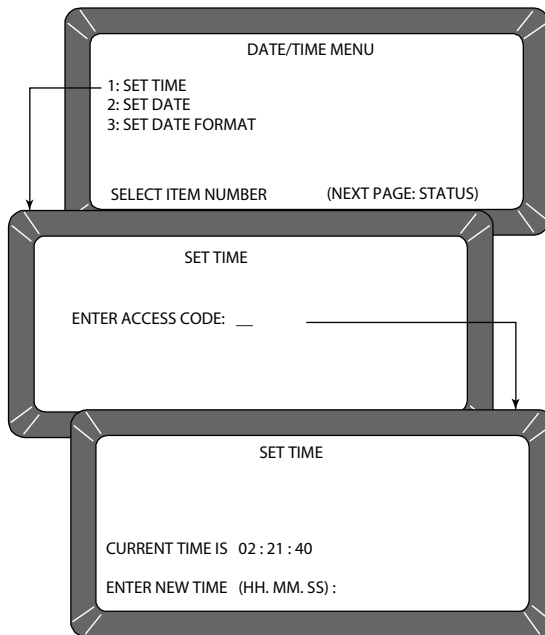 DATE/TIME MENU
1: SET TIME
2: SET DATE
3: SET DATE FORMAT
SELECT ITEM NUMBER (NEXT PAGE: STATUS)
SET TIME
ENTER ACCESS CODE: __
SET TIME
CURRENT TIME IS 02 : 21 : 40
ENTER NEW TIME (HH. MM. SS) :